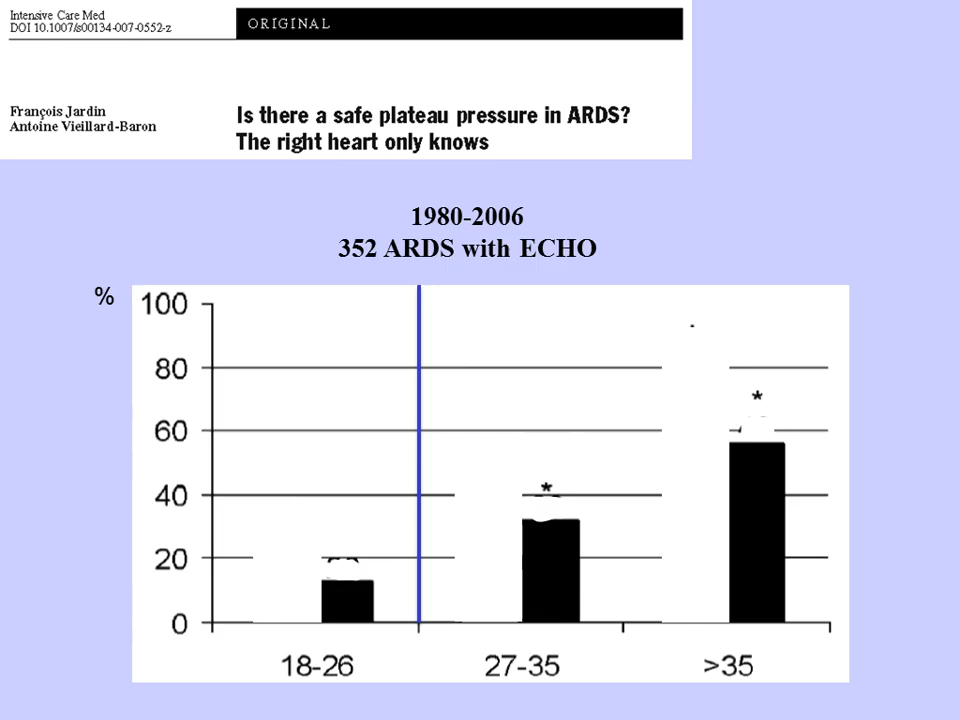 Intensive Care Med
DOI 10.1007/s00134-007-0552-z
ORIGINAL
François Jardin
Antoine Vieillard-Baron
Is there a safe plateau pressure in ARDS?
The right heart only knows
1980-2006
352 ARDS with ECHO
%
100
80
60
40
20
0
*
*
18-26
27-35
>35